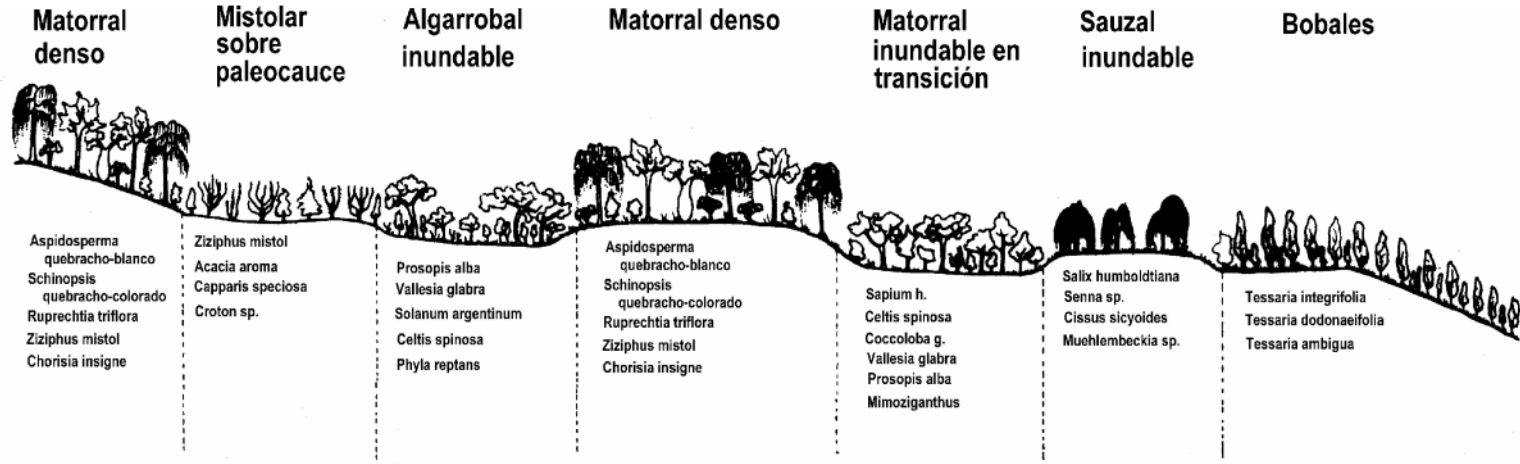 Matorral
denso
Mistolar
sobre
paleocauce
Algarrobal
inundable
Matorral denso
Matorral
inundable en
transición
Sauzal
inundable
Bobales
Aspidosperma
quebracho-blanco
Schinopsis
quebracho-colorado
Ruprechtia triflora
Ziziphus mistol
Chorisia insigne
Ziziphus mistol
Acacia aroma
Capparis speciosa
Croton sp.
Prosopis alba
Vallesia glabra
Solanum argentinum
Celtis spinosa
Phyla reptans
Aspidosperma
quebracho-blanco
Schinopsis
quebracho-colorado
Ruprechtia triflora
Ziziphus mistol
Chorisia insigne
Sapium h.
Celtis spinosa
Coccoloba g.
Vallesia glabra
Prosopis alba
Mimoziganthus
Salix humboldtiana
Senna sp.
Cissus sicyoides
Muehlembeckia sp.
Tessaria integrifolia
Tessaria dodonaeifolia
Tessaria ambigua